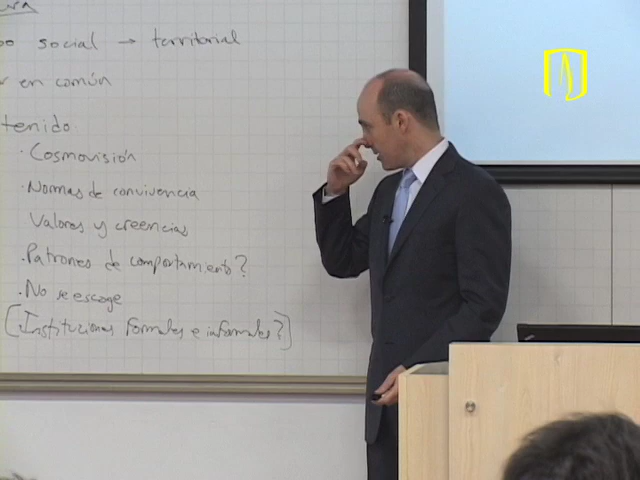 social → territorial
en común
tenido
· Cosmovisión
· Normas de convivencia
Valores y creencias
· Patrones de comportamiento?
· No se escoge
[Instituciones formales e informales?]